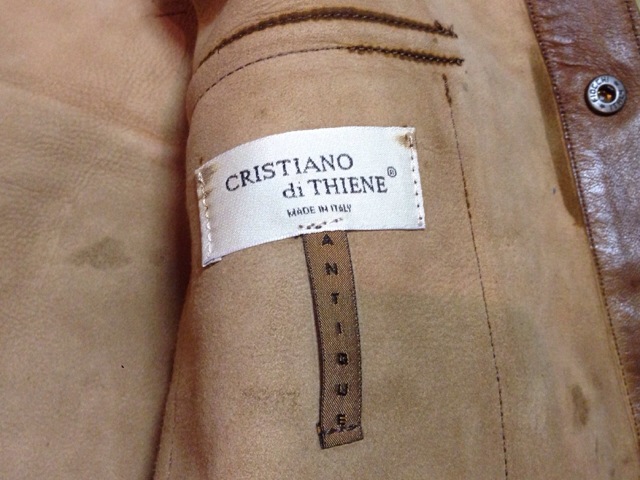 CRISTIANO
di THIENE®
MADE IN ITALY
ANTIQUE